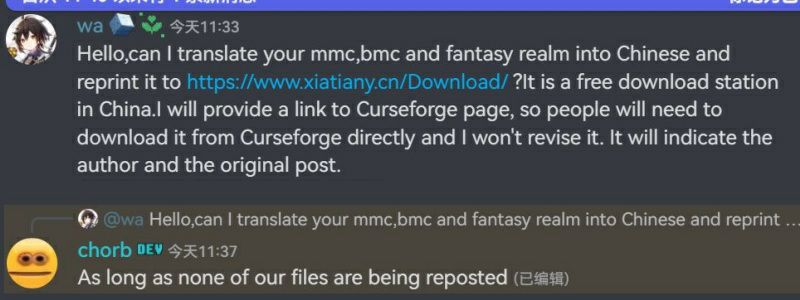 wa 今天11:33
Hello,can I translate your mmc,bmc and fantasy realm into Chinese and
reprint it to https://www.xiatiany.cn/Download/ ?It is a free download station
in China.I will provide a link to Curseforge page, so people will need to
download it from Curseforge directly and I won't revise it. It will indicate the
author and the original post.
@wa Hello,can I translate your mmc,bmc and fantasy realm into Chinese and reprint ...
chorb DEV 今天11:37
As long as none of our files are being reposted (已编辑)